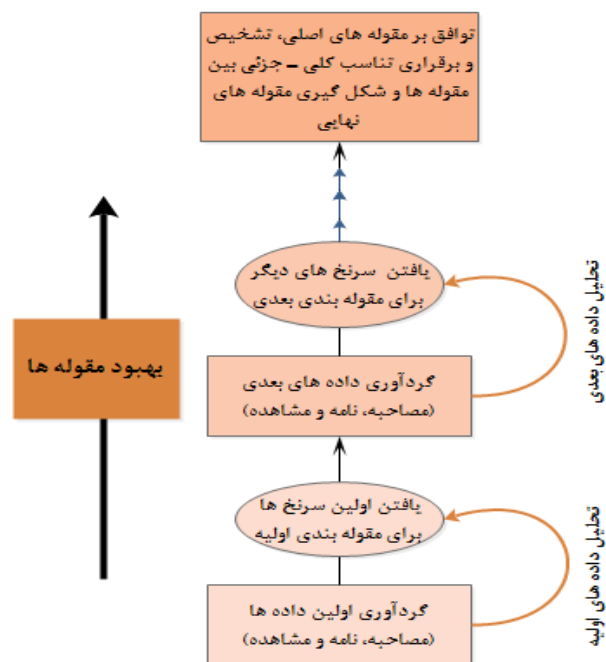 توافق بر مقوله های اصلی، تشخیص
و برقراری تناسب کلی – جزئی بین
مقوله ها و شکل گیری مقوله های
نهایی
یافتن سرنخ های دیگر
برای مقوله بندی بعدی
تحلیل داده های بعدی
بهبود مقوله ها
گردآوری داده های بعدی
(مصاحبه، نامه و مشاهده)
یافتن اولین سرنخ ها
برای مقوله بندی اولیه
تحلیل داده های اولیه
گردآوری اولین داده ها
(مصاحبه، نامه و مشاهده)